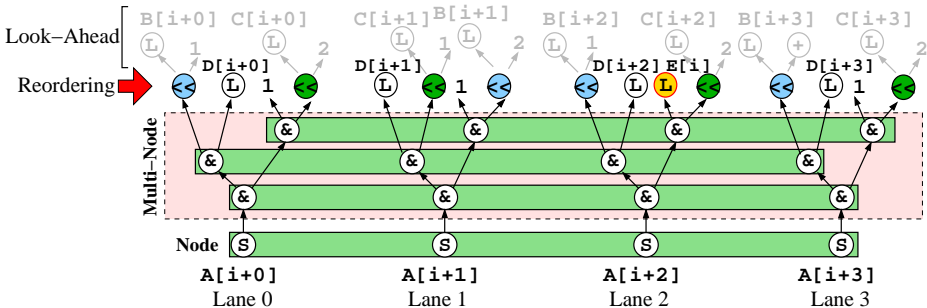 B[i+0] C[i+0] C[i+1] B[i+1] B[i+2] C[i+2] B[i+3] C[i+3]
Look–Ahead
L 1 L 2 L 1 L 2 L 1 L 2 L + L 2
D[i+0] D[i+1] D[i+2] E[i] D[i+3]
Reordering
<< L 1 << L << 1 << << L L << << L 1 <<
& & & &
& & & &
& & & &
Multi–Node
Node
S S S S
A[i+0] A[i+1] A[i+2] A[i+3]
Lane 0 Lane 1 Lane 2 Lane 3